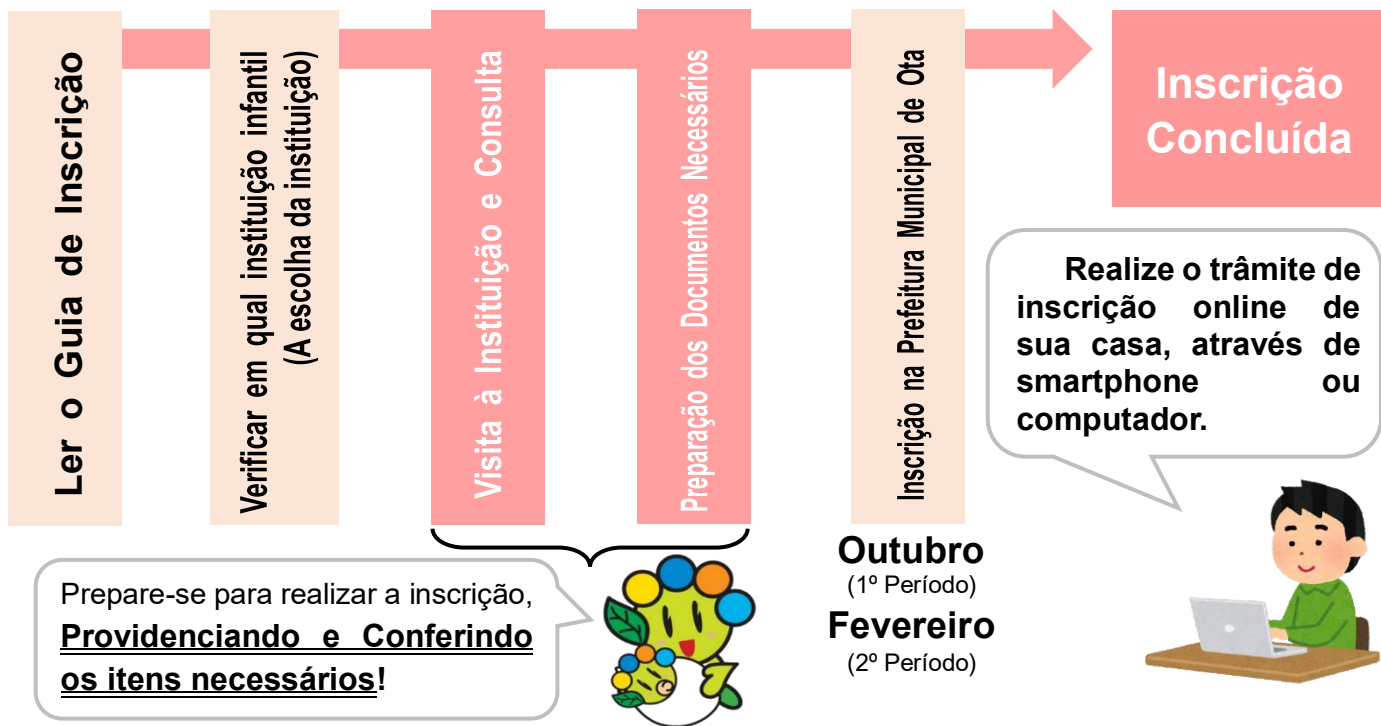 Ler o Guia de Inscrição
Verificar em qual instituição infantil
(A escolha da instituição)
Visita à Instituição e Consulta
Preparação dos Documentos Necessários
Inscrição na Prefeitura Municipal de Ota
Inscrição
Concluída
Realize o trâmite de
inscrição online de
sua casa, através de
smartphone ou
computador.
Outubro
(1º Período)
Fevereiro
(2º Período)
Prepare-se para realizar a inscrição,
Providenciando e Conferindo
os itens necessários!